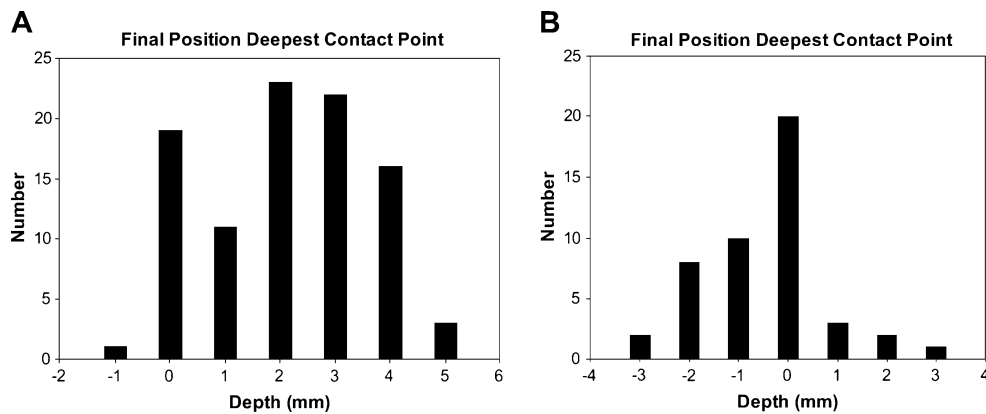 A
Final Position Deepest Contact Point
25
20
15
10
5
0
Number
-2 -1 0 1 2 3 4 5 6
Depth (mm)
B
Final Position Deepest Contact Point
25
20
15
10
5
0
Number
-4 -3 -2 -1 0 1 2 3 4
Depth (mm)